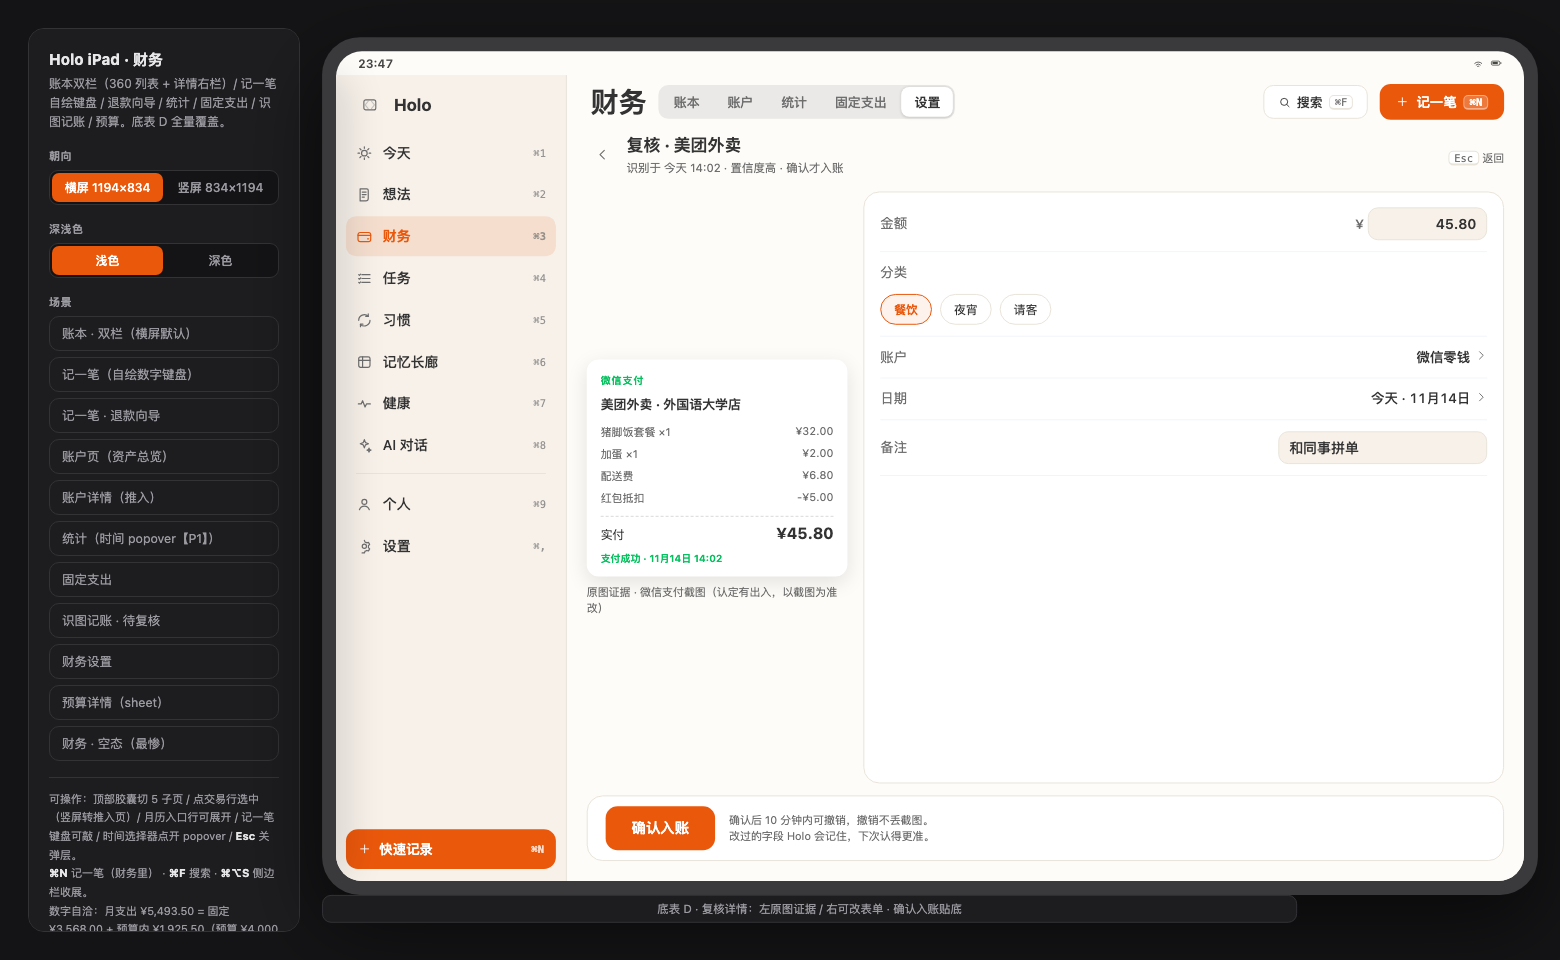 Holo iPad · 财务
账本双栏（360 列表 + 详情右栏）/ 记一笔
自绘键盘 / 退款向导 / 统计 / 固定支出 / 识
图记账 / 预算。底表 D 全量覆盖。
朝向
横屏 1194×834
竖屏 834×1194
深浅色
浅色
深色
场景
账本 · 双栏（横屏默认）
记一笔（自绘数字键盘）
记一笔 · 退款向导
账户页（资产总览）
账户详情（推入）
统计（时间 popover【P1】）
固定支出
识图记账 · 待复核
财务设置
预算详情（sheet）
财务 · 空态（最惨）
可操作：顶部胶囊切 5 子页 / 点交易行选中
（竖屏转推入页）/ 月历入口行可展开 / 记一笔
键盘可敲 / 时间选择器点开 popover / Esc 关
弹层。
⌘N 记一笔（财务里） · ⌘F 搜索 · ⌘⌥S 侧边
栏收展。
数字自洽：月支出 ¥5,493.50 = 固定
¥3,568.00 + 预算内 ¥1,925.50（预算 ¥4,000
23:47
Holo
今天 ⌘1
想法 ⌘2
财务 ⌘3
任务 ⌘4
习惯 ⌘5
记忆长廊 ⌘6
健康 ⌘7
AI 对话 ⌘8
个人 ⌘9
设置 ⌘,
＋ 快速记录 ⌘N
财务
账本
账户
统计
固定支出
设置
搜索 ⌘F
＋ 记一笔 ⌘N
复核 · 美团外卖
识别于 今天 14:02 · 置信度高 · 确认才入账
Esc 返回
微信支付
美团外卖 · 外国语大学店
猪脚饭套餐 ×1 ¥32.00
加蛋 ×1 ¥2.00
配送费 ¥6.80
红包抵扣 -¥5.00
实付 ¥45.80
支付成功 · 11月14日 14:02
原图证据 · 微信支付截图（认定有出入，以截图为准
改）
金额 ¥ 45.80
分类
餐饮
夜宵
请客
账户 微信零钱
日期 今天 · 11月14日
备注 和同事拼单
确认入账
确认后 10 分钟内可撤销，撤销不丢截图。
改过的字段 Holo 会记住，下次认得更准。
底表 D · 复核详情：左原图证据 / 右可改表单 · 确认入账贴底